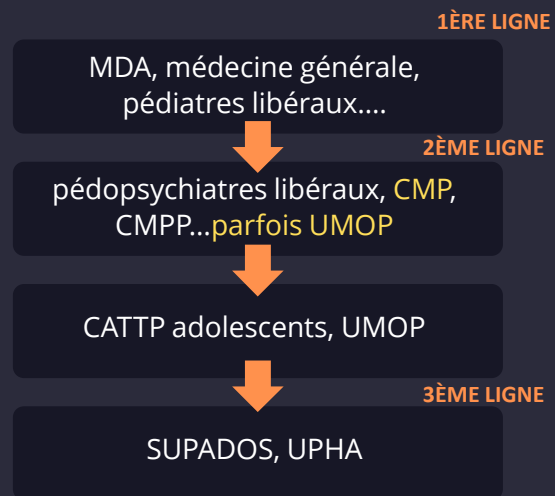 1ÈRE LIGNE
MDA, médecine générale,
pédiatres libéraux....
2ÈME LIGNE
pédopsychiatres libéraux, CMP,
CMPP...parfois UMOP
CATTP adolescents, UMOP
3ÈME LIGNE
SUPADOS, UPHA